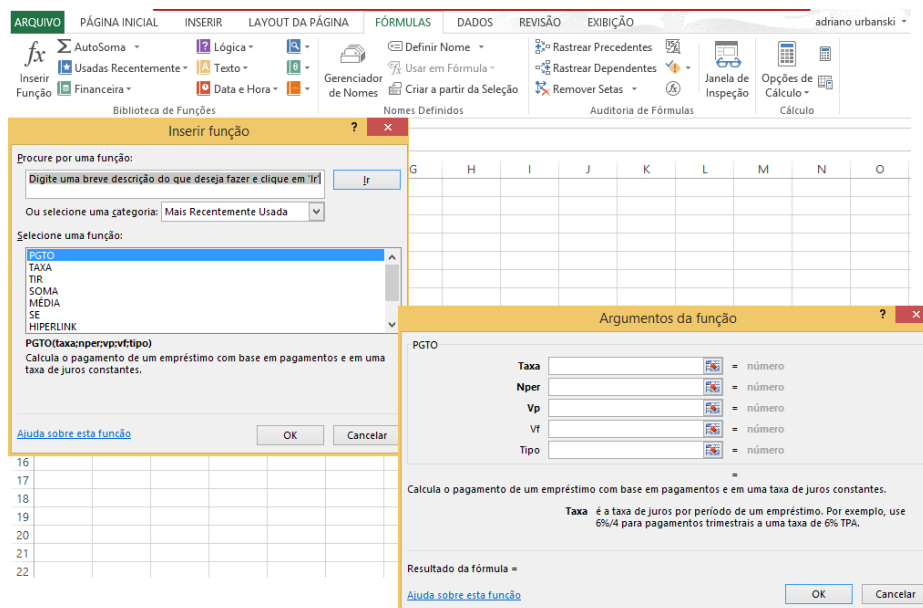 ARQUIVO PÁGINA INICIAL INSERIR LAYOUT DA PÁGINA FÓRMULAS DADOS REVISÃO EXIBIÇÃO adriano urbanski
fx
Inserir Função
AutoSoma
Usadas Recentemente
Financeira
Lógica
Texto
Data e Hora
Biblioteca de Funções
Gerenciador de Nomes
Definir Nome
Usar em Fórmula
Criar a partir da Seleção
Nomes Definidos
Rastrear Precedentes
Rastrear Dependentes
Remover Setas
Auditoria de Fórmulas
Janela de Inspeção
Opções de Cálculo
Cálculo
Inserir função ?
Procure por uma função:
Digite uma breve descrição do que deseja fazer e clique em 'Ir'
Ir
Ou selecione uma categoria: Mais Recentemente Usada
Selecione uma função:
PGTO
TAXA
TIR
SOMA
MÉDIA
SE
HIPERLINK
PGTO(taxa;nper;vp;vf;tipo)
Calcula o pagamento de um empréstimo com base em pagamentos e em uma
taxa de juros constantes.
Ajuda sobre esta função
OK Cancelar
G H I J K L M N O
16
17
18
19
20
21
22
Argumentos da função ?
PGTO
Taxa = número
Nper = número
Vp = número
Vf = número
Tipo = número
=
Calcula o pagamento de um empréstimo com base em pagamentos e em uma taxa de juros constantes.
Taxa é a taxa de juros por período de um empréstimo. Por exemplo, use
6%/4 para pagamentos trimestrais a uma taxa de 6% TPA.
Resultado da fórmula =
Ajuda sobre esta função
OK Cancelar